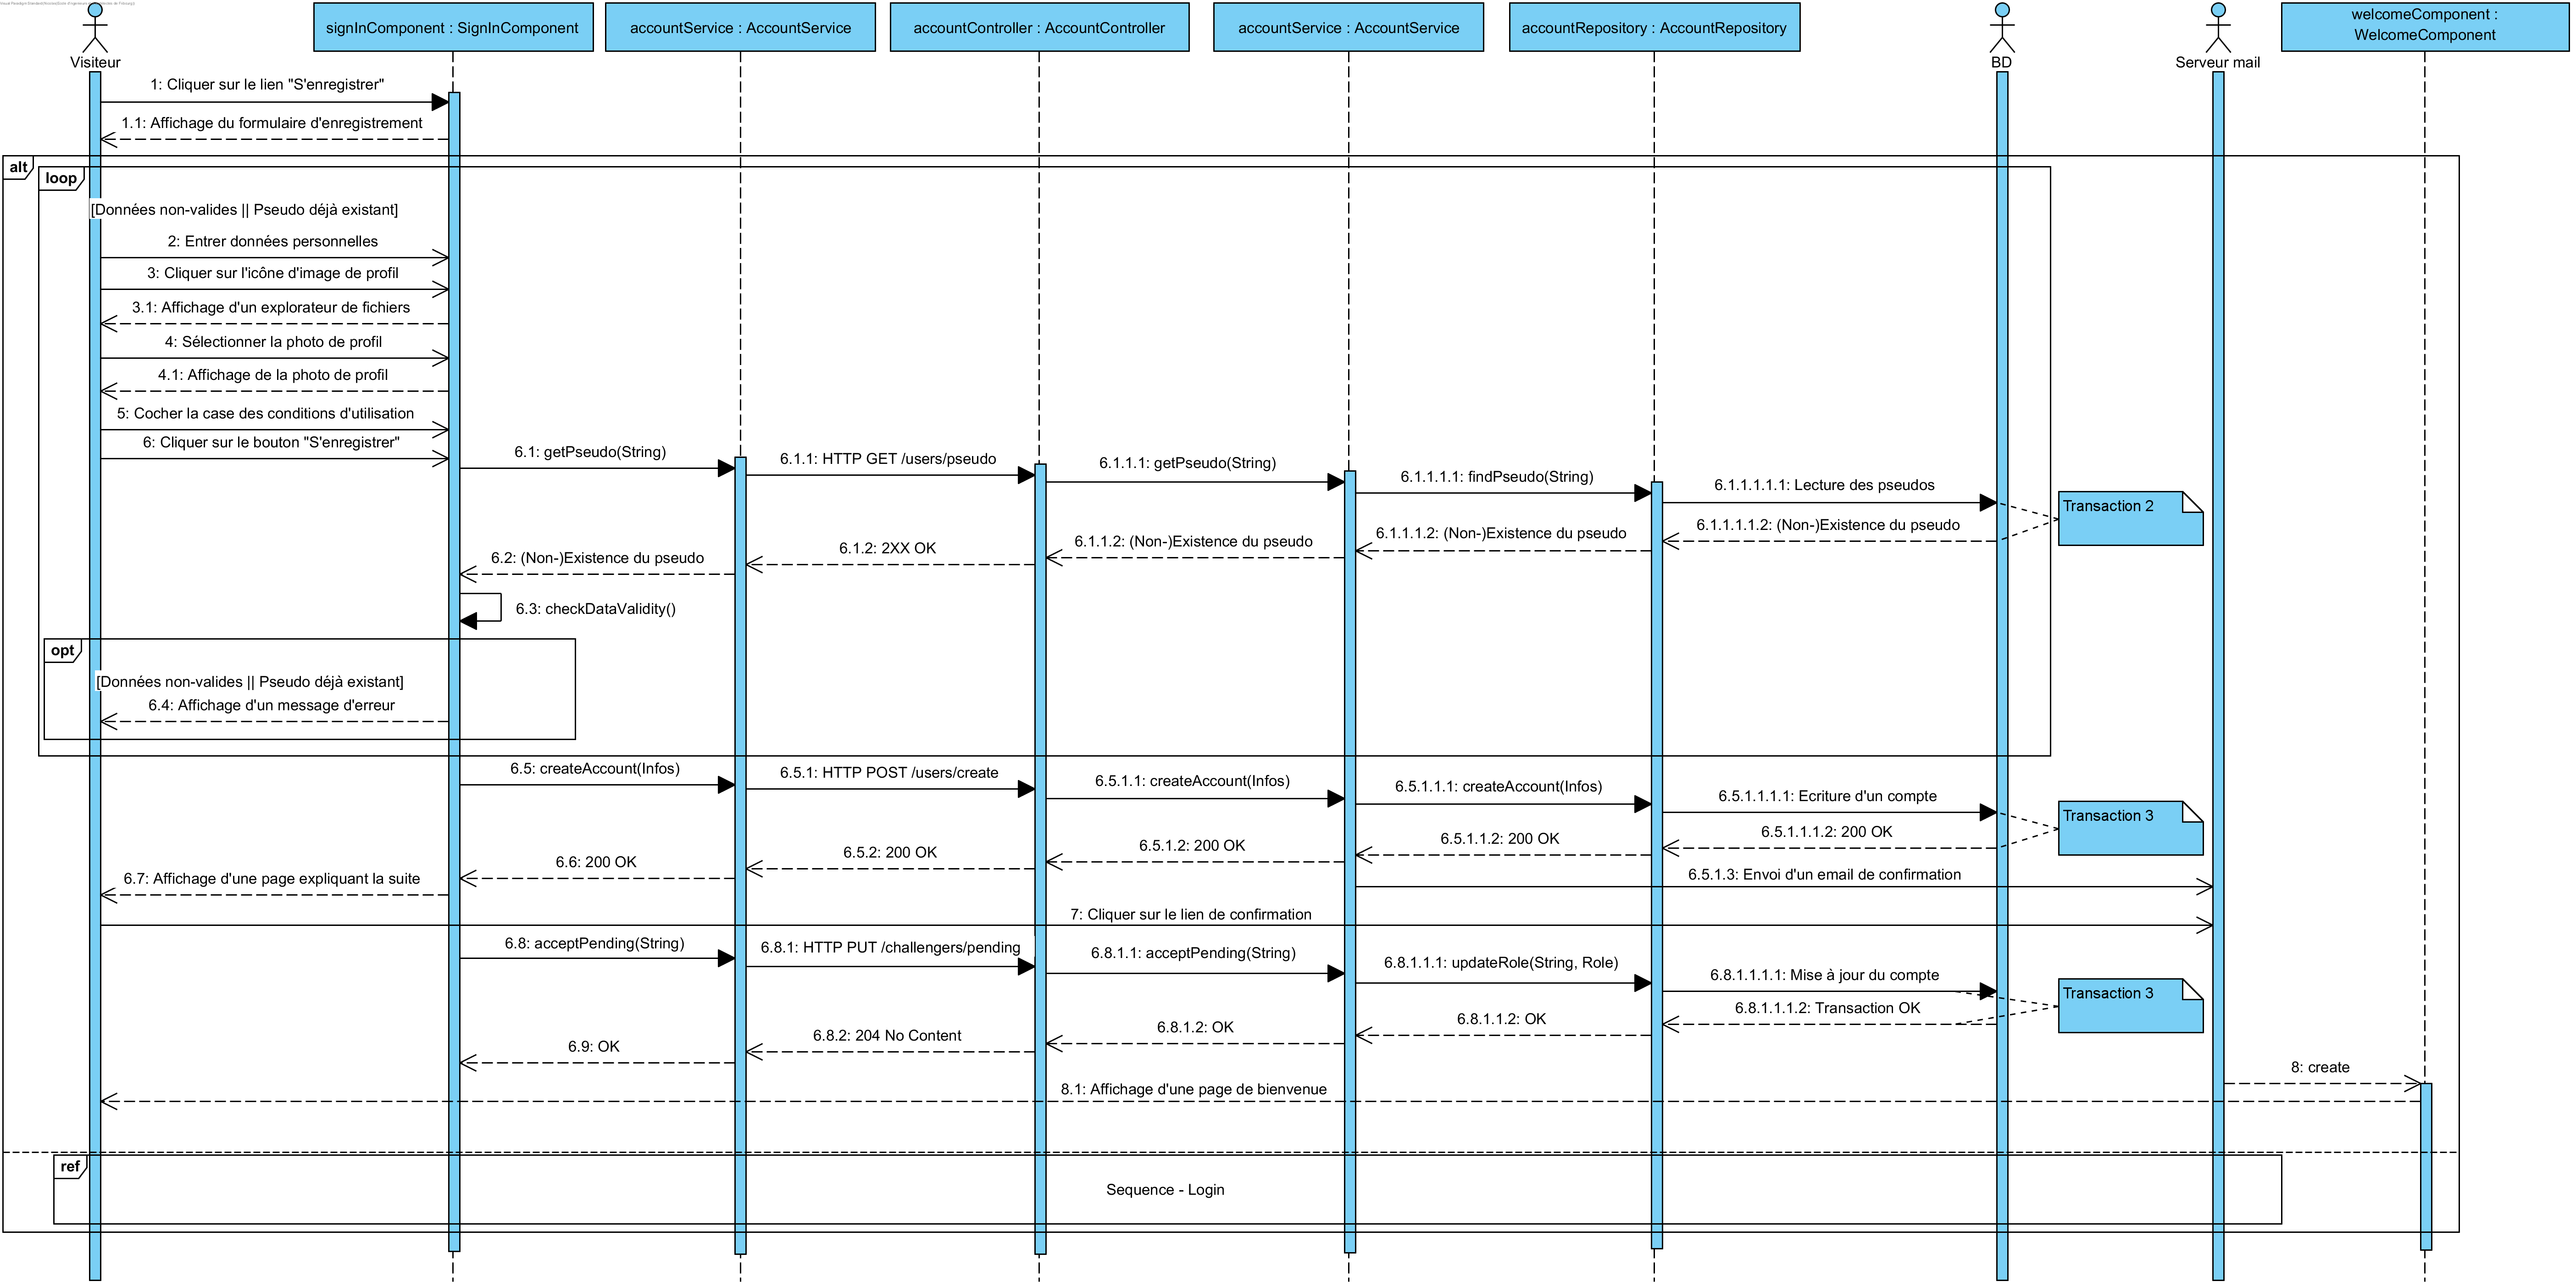 Visiteur
signInComponent : SignInComponent
accountService : AccountService
accountController : AccountController
accountService : AccountService
accountRepository : AccountRepository
BD
Serveur mail
welcomeComponent :
WelcomeComponent
1: Cliquer sur le lien "S'enregistrer"
1.1: Affichage du formulaire d'enregistrement
alt
loop
[Données non-valides || Pseudo déjà existant]
2: Entrer données personnelles
3: Cliquer sur l'icône d'image de profil
3.1: Affichage d'un explorateur de fichiers
4: Sélectionner la photo de profil
4.1: Affichage de la photo de profil
5: Cocher la case des conditions d'utilisation
6: Cliquer sur le bouton "S'enregistrer"
6.1: getPseudo(String)
6.1.1: HTTP GET /users/pseudo
6.1.1.1: getPseudo(String)
6.1.1.1.1: findPseudo(String)
6.1.1.1.1.1: Lecture des pseudos
Transaction 2
6.1.1.1.1.2: (Non-)Existence du pseudo
6.1.1.1.2: (Non-)Existence du pseudo
6.1.1.2: (Non-)Existence du pseudo
6.1.2: 2XX OK
6.2: (Non-)Existence du pseudo
6.3: checkDataValidity()
opt
[Données non-valides || Pseudo déjà existant]
6.4: Affichage d'un message d'erreur
6.5: createAccount(Infos)
6.5.1: HTTP POST /users/create
6.5.1.1: createAccount(Infos)
6.5.1.1.1: createAccount(Infos)
6.5.1.1.1.1: Ecriture d'un compte
Transaction 3
6.5.1.1.1.2: 200 OK
6.5.1.1.2: 200 OK
6.5.1.2: 200 OK
6.5.2: 200 OK
6.6: 200 OK
6.7: Affichage d'une page expliquant la suite
6.5.1.3: Envoi d'un email de confirmation
7: Cliquer sur le lien de confirmation
6.8: acceptPending(String)
6.8.1: HTTP PUT /challengers/pending
6.8.1.1: acceptPending(String)
6.8.1.1.1: updateRole(String, Role)
6.8.1.1.1.1: Mise à jour du compte
Transaction 3
6.8.1.1.1.2: Transaction OK
6.8.1.1.2: OK
6.8.1.2: OK
6.8.2: 204 No Content
6.9: OK
8: create
8.1: Affichage d'une page de bienvenue
ref
Sequence - Login